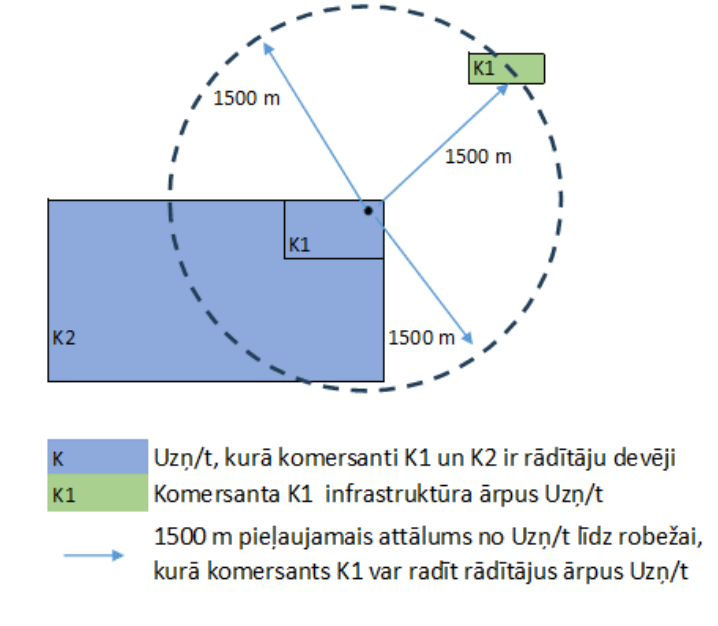 K1
1500 m
1500 m
K1
K2
1500 m
K
Uzņ/t, kurā komersanti K1 un K2 ir rādītāju devēji
K1
Komersanta K1 infrastruktūra ārpus Uzņ/t
1500 m pieļaujamais attālums no Uzņ/t līdz robežai,
kurā komersants K1 var radīt rādītājus ārpus Uzņ/t